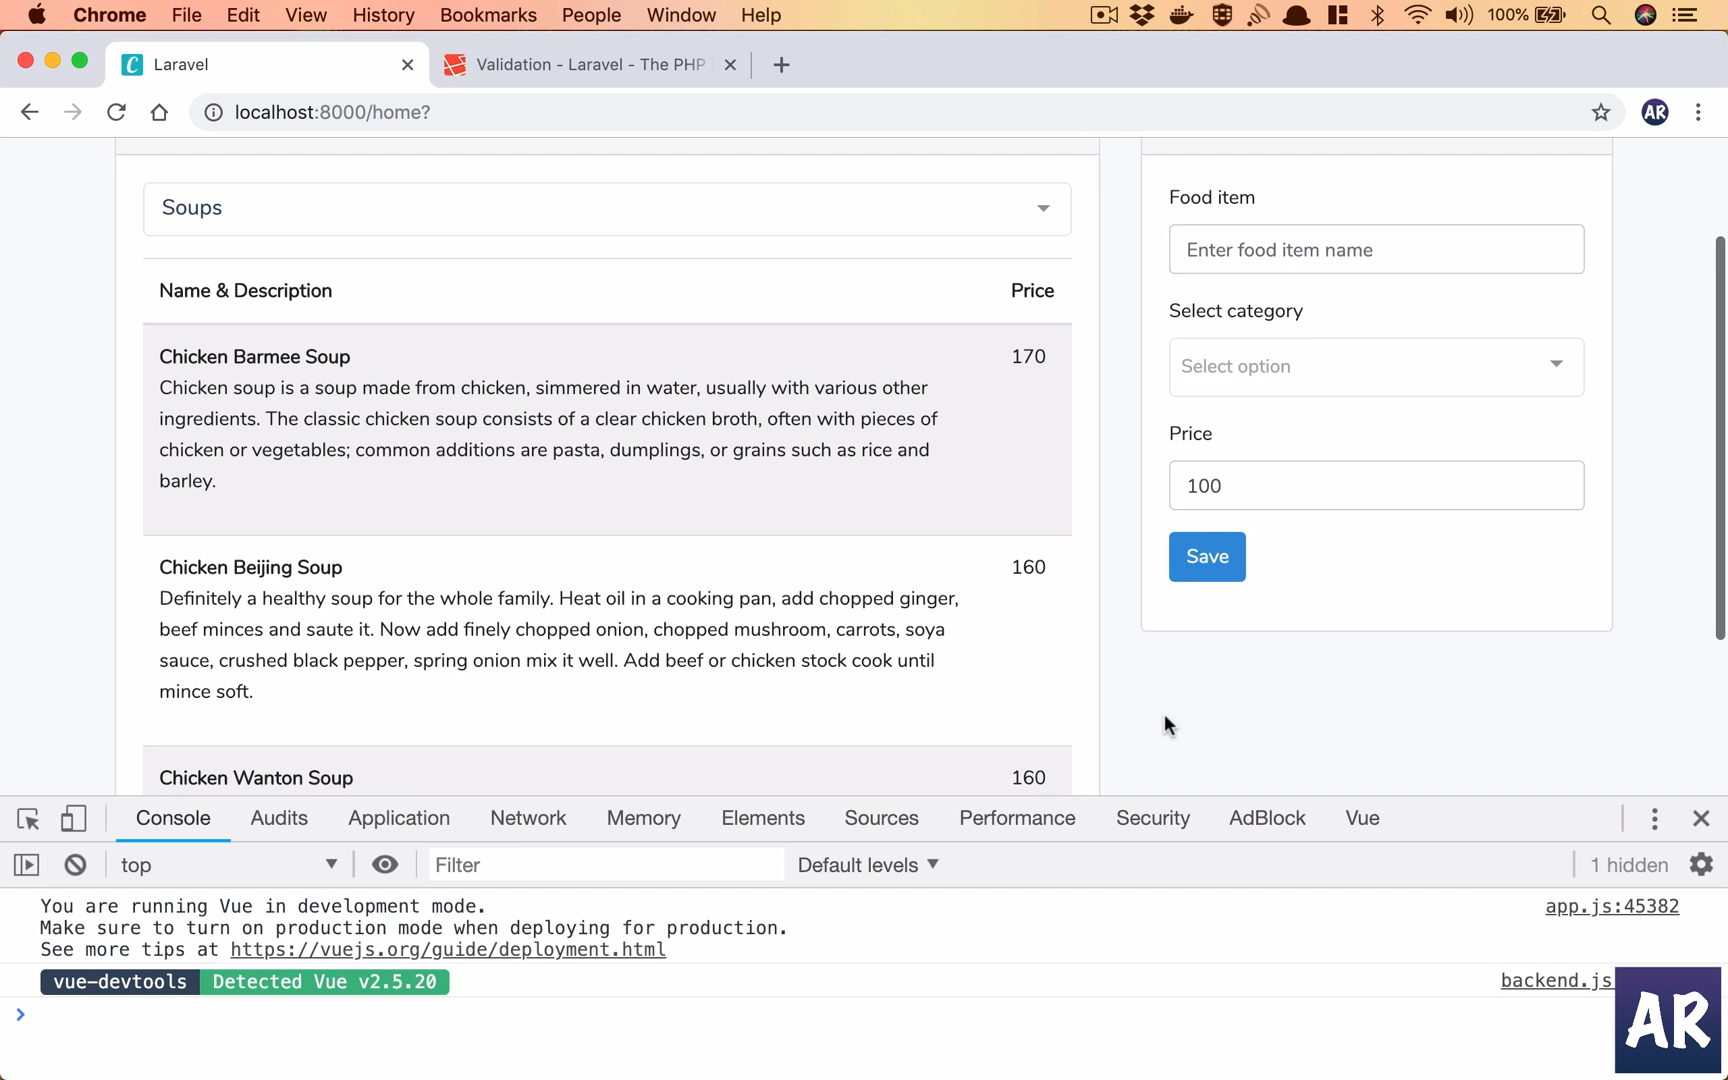 Chrome File Edit View History Bookmarks People Window Help 100%
Laravel Validation - Laravel - The PHP
localhost:8000/home? AR
Soups
Name & Description Price
Chicken Barmee Soup 170
Chicken soup is a soup made from chicken, simmered in water, usually with various other
ingredients. The classic chicken soup consists of a clear chicken broth, often with pieces of
chicken or vegetables; common additions are pasta, dumplings, or grains such as rice and
barley.
Chicken Beijing Soup 160
Definitely a healthy soup for the whole family. Heat oil in a cooking pan, add chopped ginger,
beef minces and saute it. Now add finely chopped onion, chopped mushroom, carrots, soya
sauce, crushed black pepper, spring onion mix it well. Add beef or chicken stock cook until
mince soft.
Chicken Wanton Soup 160
Food item
Enter food item name
Select category
Select option
Price
100
Save
Console Audits Application Network Memory Elements Sources Performance Security AdBlock Vue
top Filter Default levels 1 hidden
You are running Vue in development mode. app.js:45382
Make sure to turn on production mode when deploying for production.
See more tips at https://vuejs.org/guide/deployment.html
vue-devtools Detected Vue v2.5.20 backend.js
AR